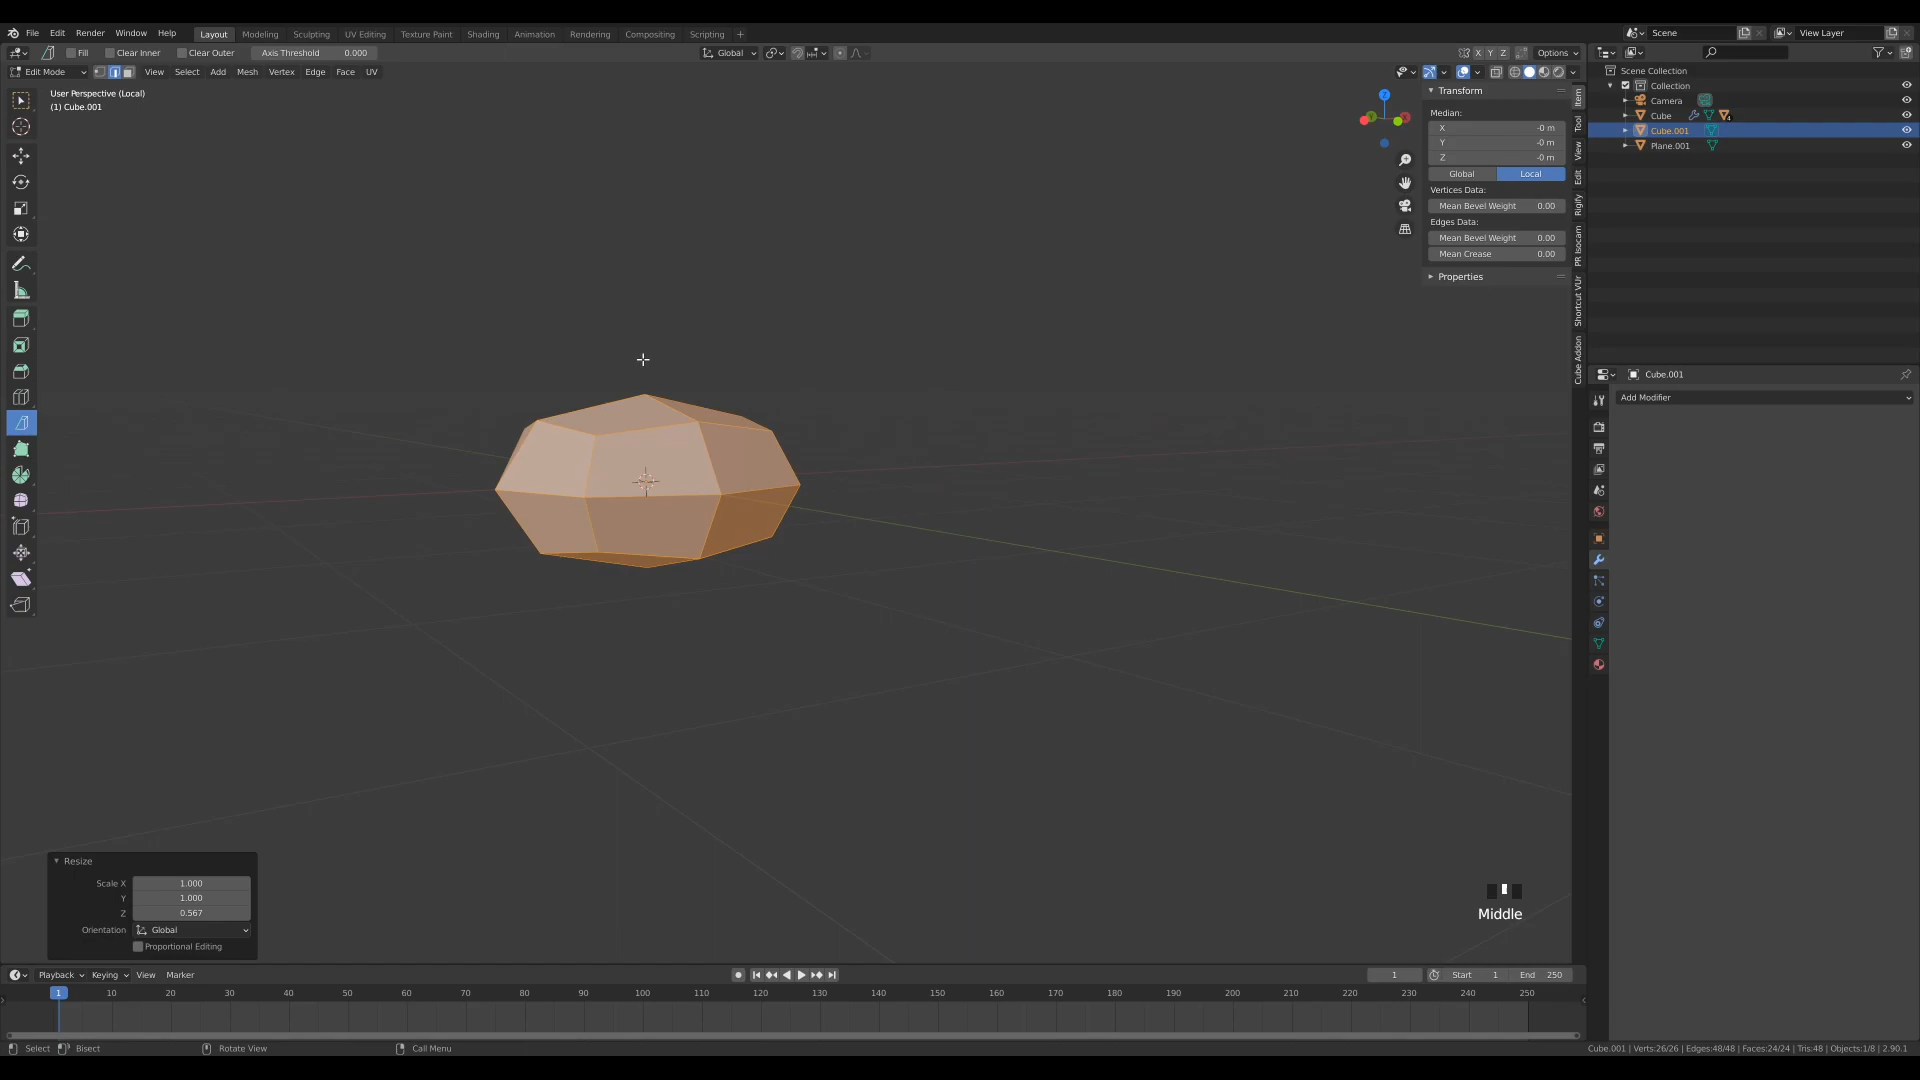 File Edit Render Window Help Layout Modeling Sculpting UV Editing Texture Paint Shading Animation Rendering Compositing Scripting + Scene View Layer
Fill Clear Inner Clear Outer Axis Threshold 0.000 Global X Y Z Options
Edit Mode View Select Add Mesh Vertex Edge Face UV
User Perspective (Local)
(1) Cube.001
Z
Transform
Median:
X -0 m
Y -0 m
Z -0 m
Global Local
Vertices Data:
Mean Bevel Weight 0.00
Edges Data:
Mean Bevel Weight 0.00
Mean Crease 0.00
Properties
Item
Tool
View
Edit
Rigify
PR Isocam
Shortcut VUr
Cube Addon
Scene Collection
Collection
Camera
Cube 4
Cube.001
Plane.001
Cube.001
Add Modifier
Resize
Scale X 1.000
Y 1.000
Z 0.567
Orientation Global
Proportional Editing
Middle
Playback Keying View Marker 1 Start 1 End 250
1 10 20 30 40 50 60 70 80 90 100 110 120 130 140 150 160 170 180 190 200 210 220 230 240 250
Select Bisect Rotate View Call Menu Cube.001 | Verts:26/26 | Edges:48/48 | Faces:24/24 | Tris:48 | Objects:1/8 | 2.90.1